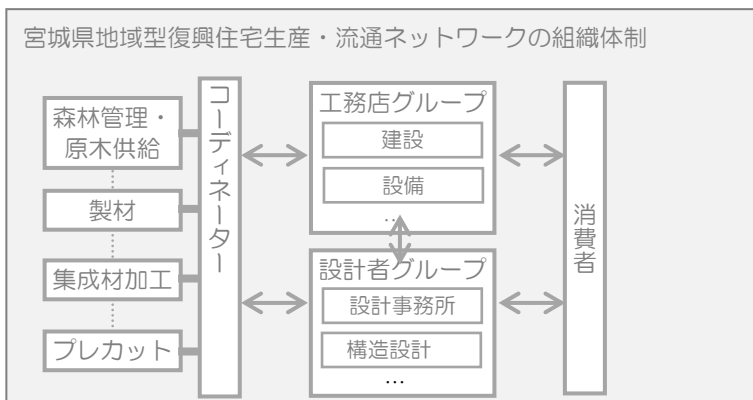 宮城県地域型復興住宅生産・流通ネットワークの組織体制
森林管理・
原木供給
製材
集成材加工
プレカット
コーディネーター
工務店グループ
建設
設備
…
設計者グループ
設計事務所
構造設計
…
消費者